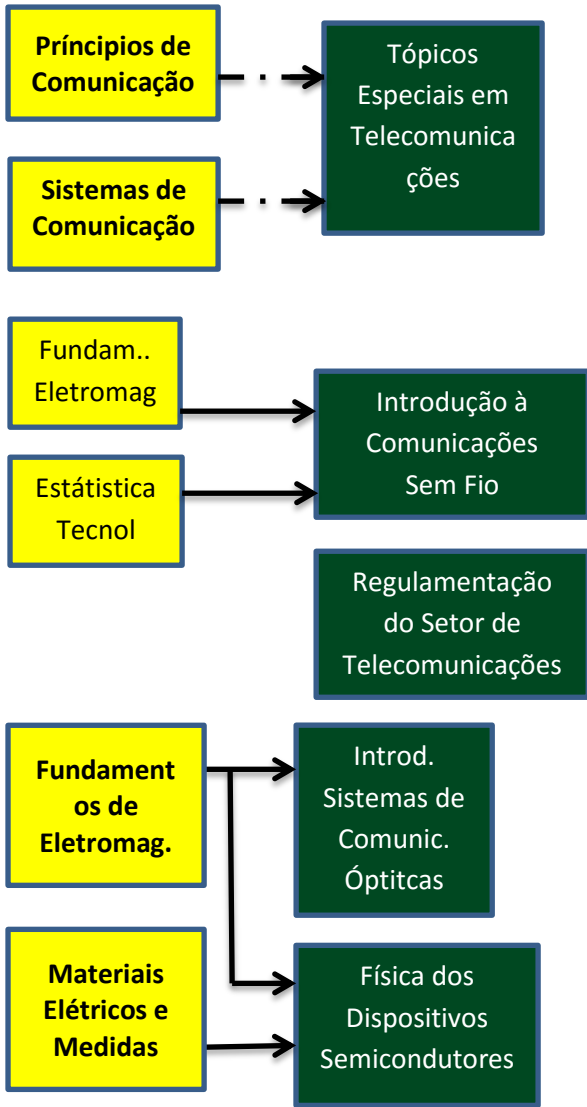 Príncipios de
Comunicação
Tópicos
Especiais em
Telecomunica
ções
Sistemas de
Comunicação
Fundam..
Eletromag
Introdução à
Comunicações
Sem Fio
Estátistica
Tecnol
Regulamentação
do Setor de
Telecomunicações
Fundament
os de
Eletromag.
Introd.
Sistemas de
Comunic.
Óptitcas
Materiais
Elétricos e
Medidas
Física dos
Dispositivos
Semicondutores